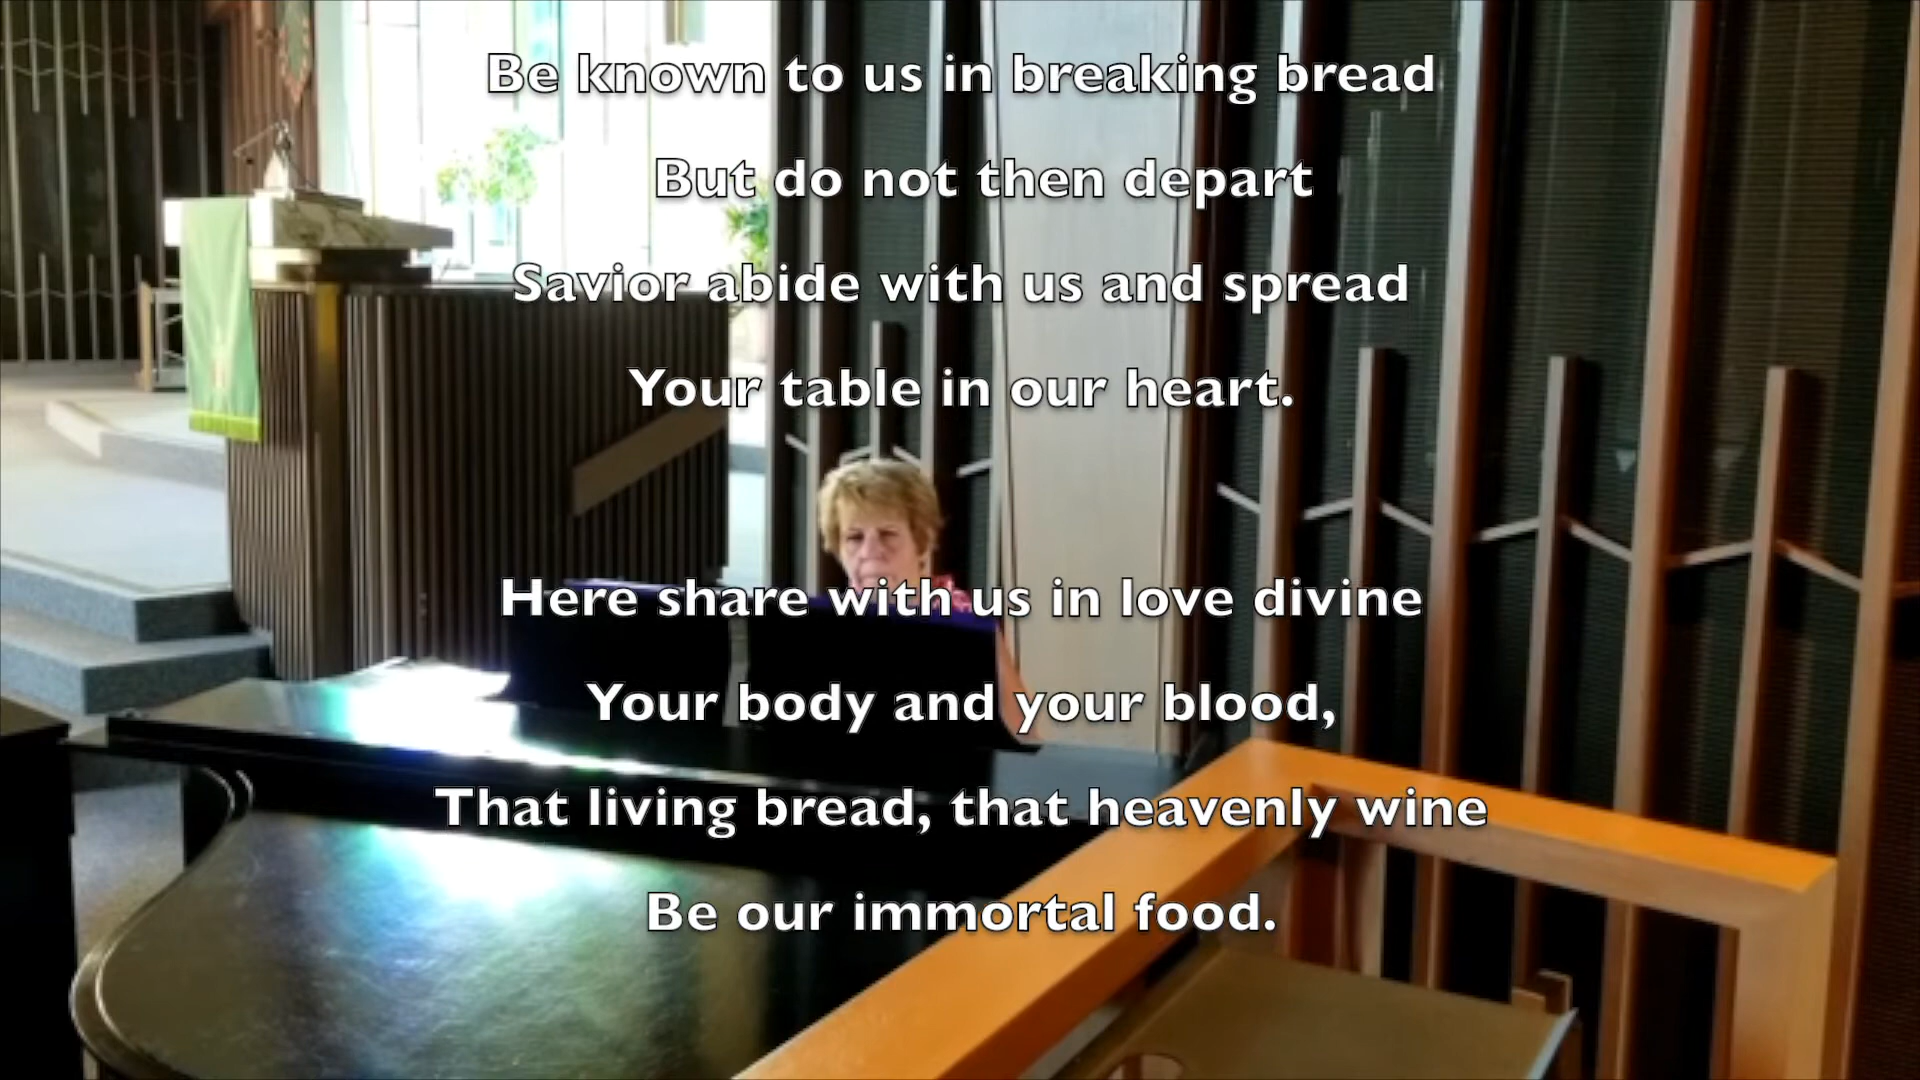 Be known to us in breaking bread
But do not then depart
Savior abide with us and spread
Your table in our heart.
Here share with us in love divine
Your body and your blood,
That living bread, that heavenly wine
Be our immortal food.